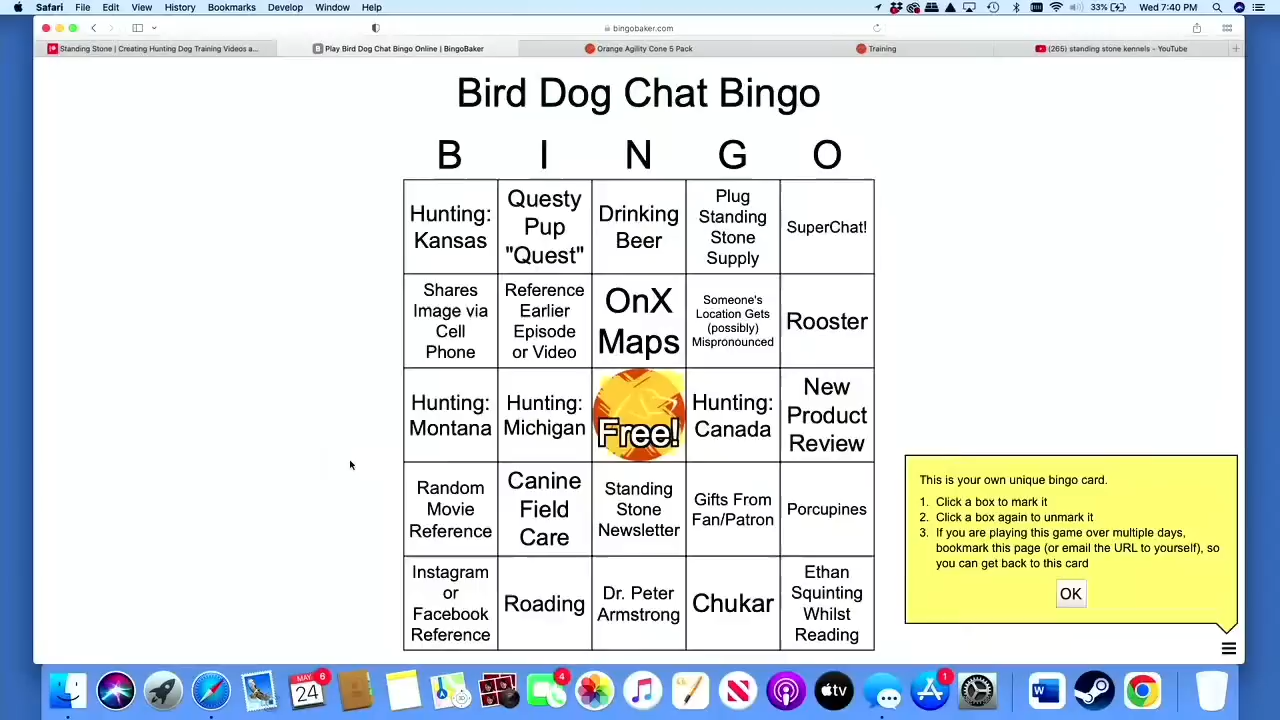 Safari File Edit View History Bookmarks Develop Window Help 33% Wed 7:40 PM
bingobaker.com
Standing Stone | Creating Hunting Dog Training Videos a... Play Bird Dog Chat Bingo Online | BingoBaker Orange Agility Cone 5 Pack Training (265) standing stone kennels - YouTube
Bird Dog Chat Bingo
B I N G O
Hunting:
Kansas
Questy
Pup
"Quest"
Drinking
Beer
Plug
Standing
Stone
Supply
SuperChat!
Shares
Image via
Cell
Phone
Reference
Earlier
Episode
or Video
OnX
Maps
Someone's
Location Gets
(possibly)
Mispronounced
Rooster
Hunting:
Montana
Hunting:
Michigan
Free!
Hunting:
Canada
New
Product
Review
Random
Movie
Reference
Canine
Field
Care
Standing
Stone
Newsletter
Gifts From
Fan/Patron
Porcupines
Instagram
or
Facebook
Reference
Roading
Dr. Peter
Armstrong
Chukar
Ethan
Squinting
Whilst
Reading
This is your own unique bingo card.
1. Click a box to mark it
2. Click a box again to unmark it
3. If you are playing this game over multiple days,
bookmark this page (or email the URL to yourself), so
you can get back to this card
OK
MAY
24
6
4
tv
1
W